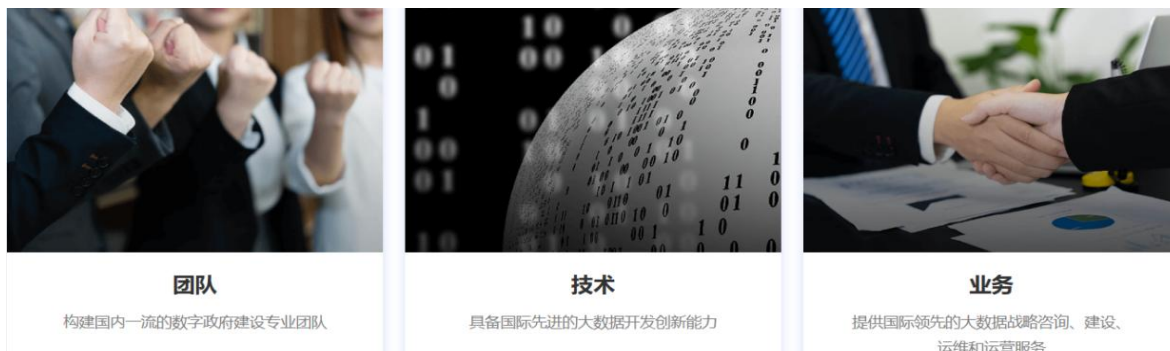 团队
构建国内一流的数字政府建设专业团队
技术
具备国际先进的大数据开发创新能力
业务
提供国际领先的大数据战略咨询、建设、
运维和运营服务